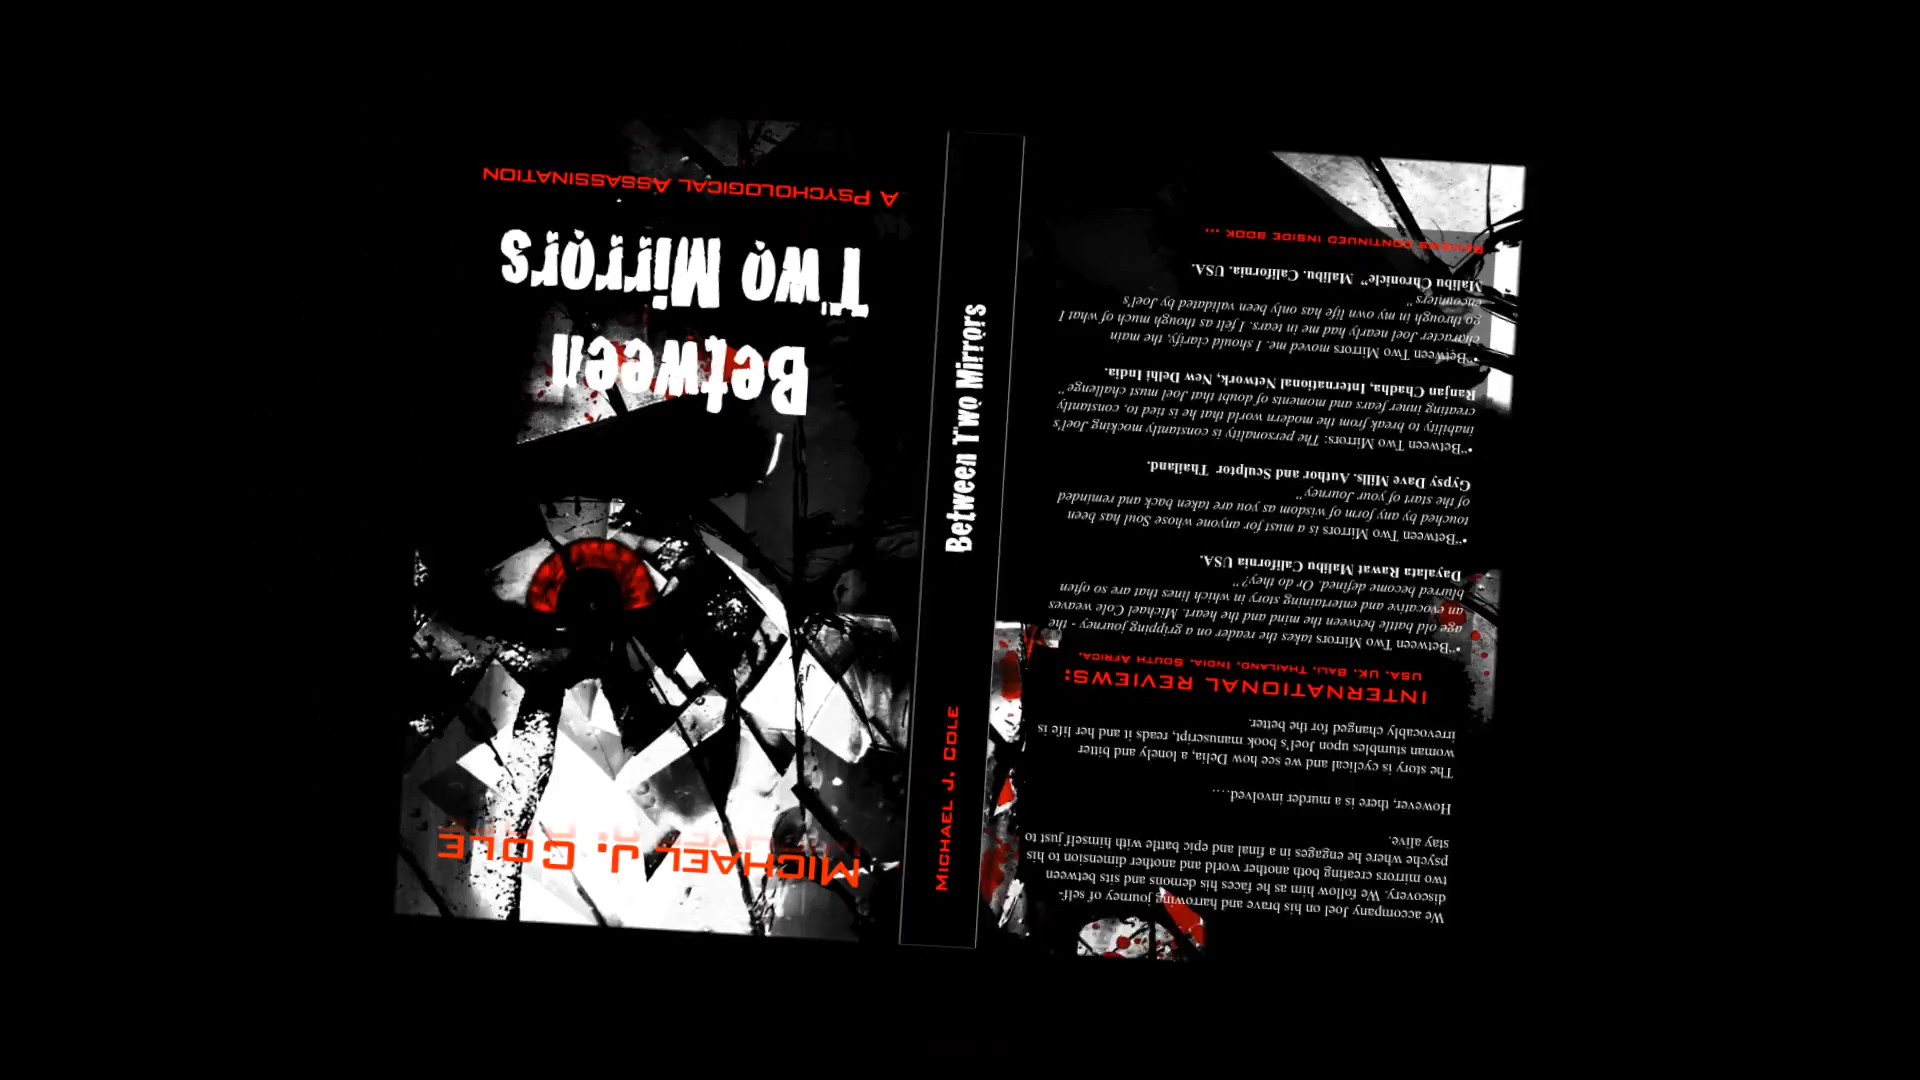 We accompany Joel on his brave and harrowing journey of self-
discovery. We follow him as he faces his demons and sits between
two mirrors creating both another world and another dimension to his
psyche where he engages in a final and epic battle with himself just to
stay alive.
However, there is a murder involved….
The story is cyclical and we see how Delia, a lonely and bitter
woman stumbles upon Joel's book manuscript, reads it and her life is
irrevocably changed for the better.
INTERNATIONAL REVIEWS:
USA, UK, BALI, THAILAND, INDIA, SOUTH AFRICA.
•"Between Two Mirrors takes the reader on a gripping journey - the
age old battle between the mind and the heart. Michael Cole weaves
an evocative and entertaining story in which lines that are so often
blurred become defined. Or do they?"
Dayalata Rawat Malibu California USA.
•"Between Two Mirrors is a must for anyone whose Soul has been
touched by any form of wisdom as you are taken back and reminded
of the start of your Journey"
Gypsy Dave Mills. Author and Sculptor Thailand.
•"Between Two Mirrors: The personality is constantly mocking Joel's
inability to break from the modern world that he is tied to, constantly
creating inner fears and moments of doubt that Joel must challenge"
Ranjan Chadha, International Network, New Delhi India.
•"Between Two Mirrors moved me. I should clarify, the main
character Joel nearly had me in tears. I felt as though much of what I
go through in my own life has only been validated by Joel's
encounters"
Malibu Chronicle" Malibu. California. USA.
REVIEWS CONTINUED INSIDE BOOK ...
Between Two Mirrors
MICHAEL J. COLE
MICHAEL J. COLE
Between
Two Mirrors
A PSYCHOLOGICAL ASSASSINATION